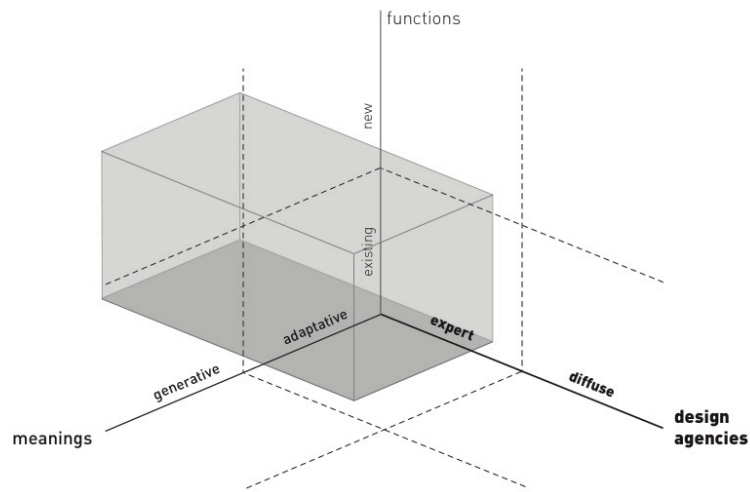 functions
new
existing
adaptative
expert
generative
diffuse
meanings
design
agencies